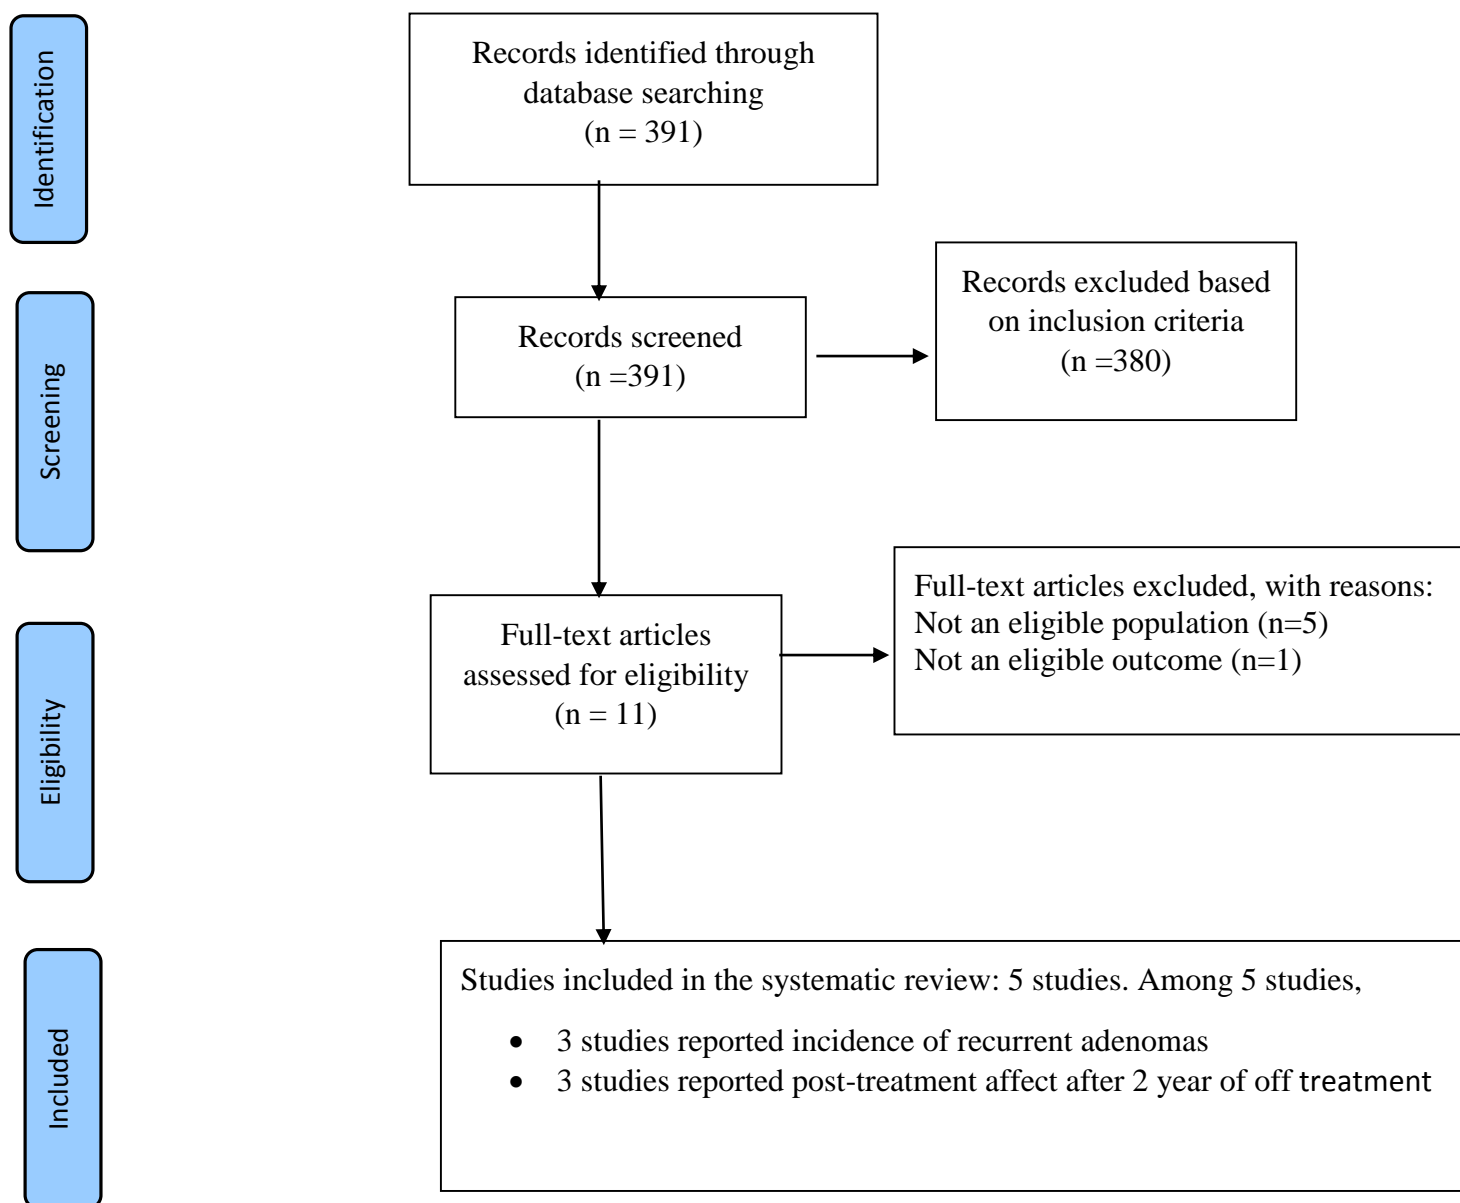 Identification
Records identified through
database searching
(n = 391)
Screening
Records screened
(n =391)
Records excluded based
on inclusion criteria
(n =380)
Eligibility
Full-text articles
assessed for eligibility
(n = 11)
Full-text articles excluded, with reasons:
Not an eligible population (n=5)
Not an eligible outcome (n=1)
Included
Studies included in the systematic review: 5 studies. Among 5 studies,
• 3 studies reported incidence of recurrent adenomas
• 3 studies reported post-treatment affect after 2 year of off treatment